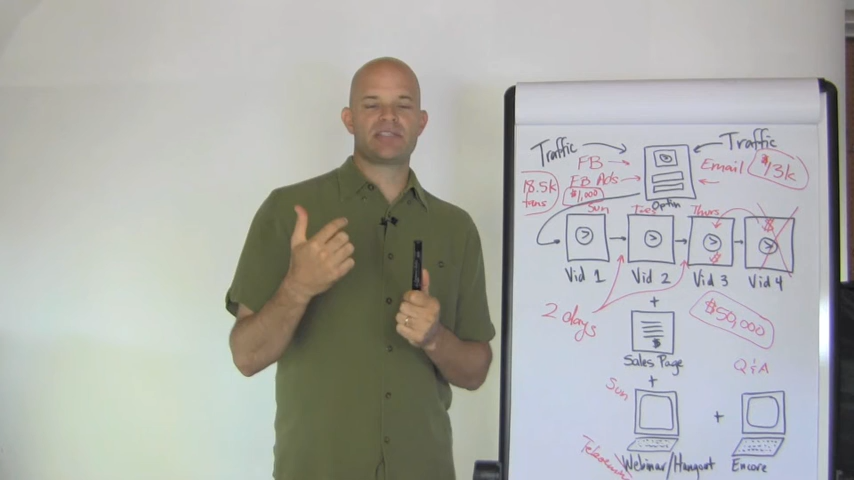 Traffic
Traffic
FB
Email
$13k
18.5k
fans
FB Ads
$1,000
Optin
Sun
Tues
Thurs
$
$
Vid 1
Vid 2
Vid 3
Vid 4
2 days
+
$50,000
$
Sales Page
Q&A
+
Sun
+
Webinar/Hangout
Encore